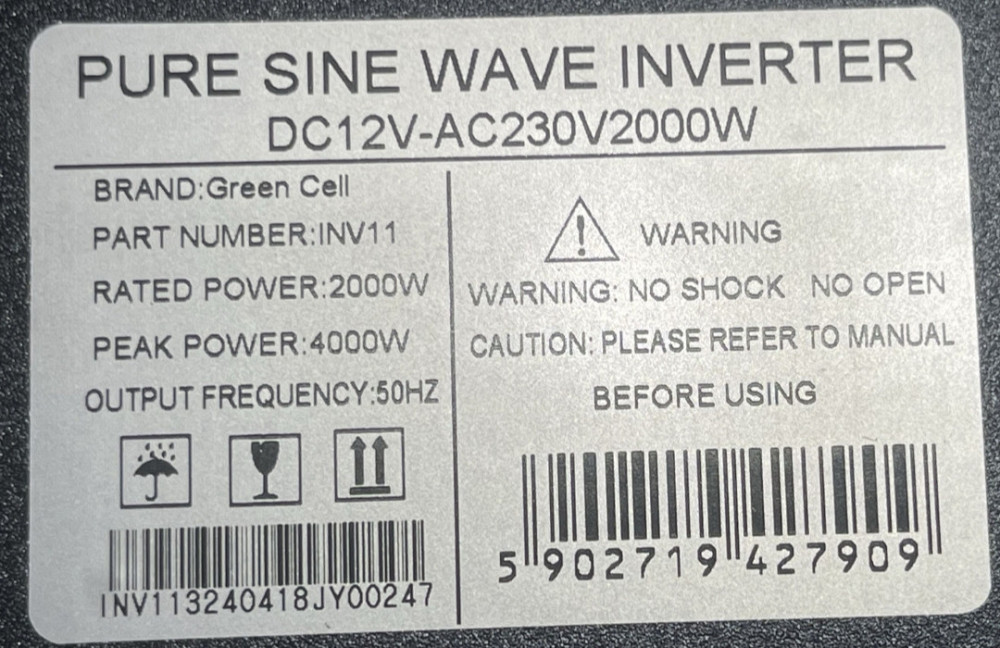 PURE SINE WAVE INVERTER
DC12V-AC230V2000W
BRAND:Green Cell
PART NUMBER:INV11
RATED POWER:2000W
PEAK POWER:4000W
OUTPUT FREQUENCY:50HZ
INV113240418JY00247
! WARNING
WARNING: NO SHOCK NO OPEN
CAUTION: PLEASE REFER TO MANUAL
BEFORE USING
5 902719 427909